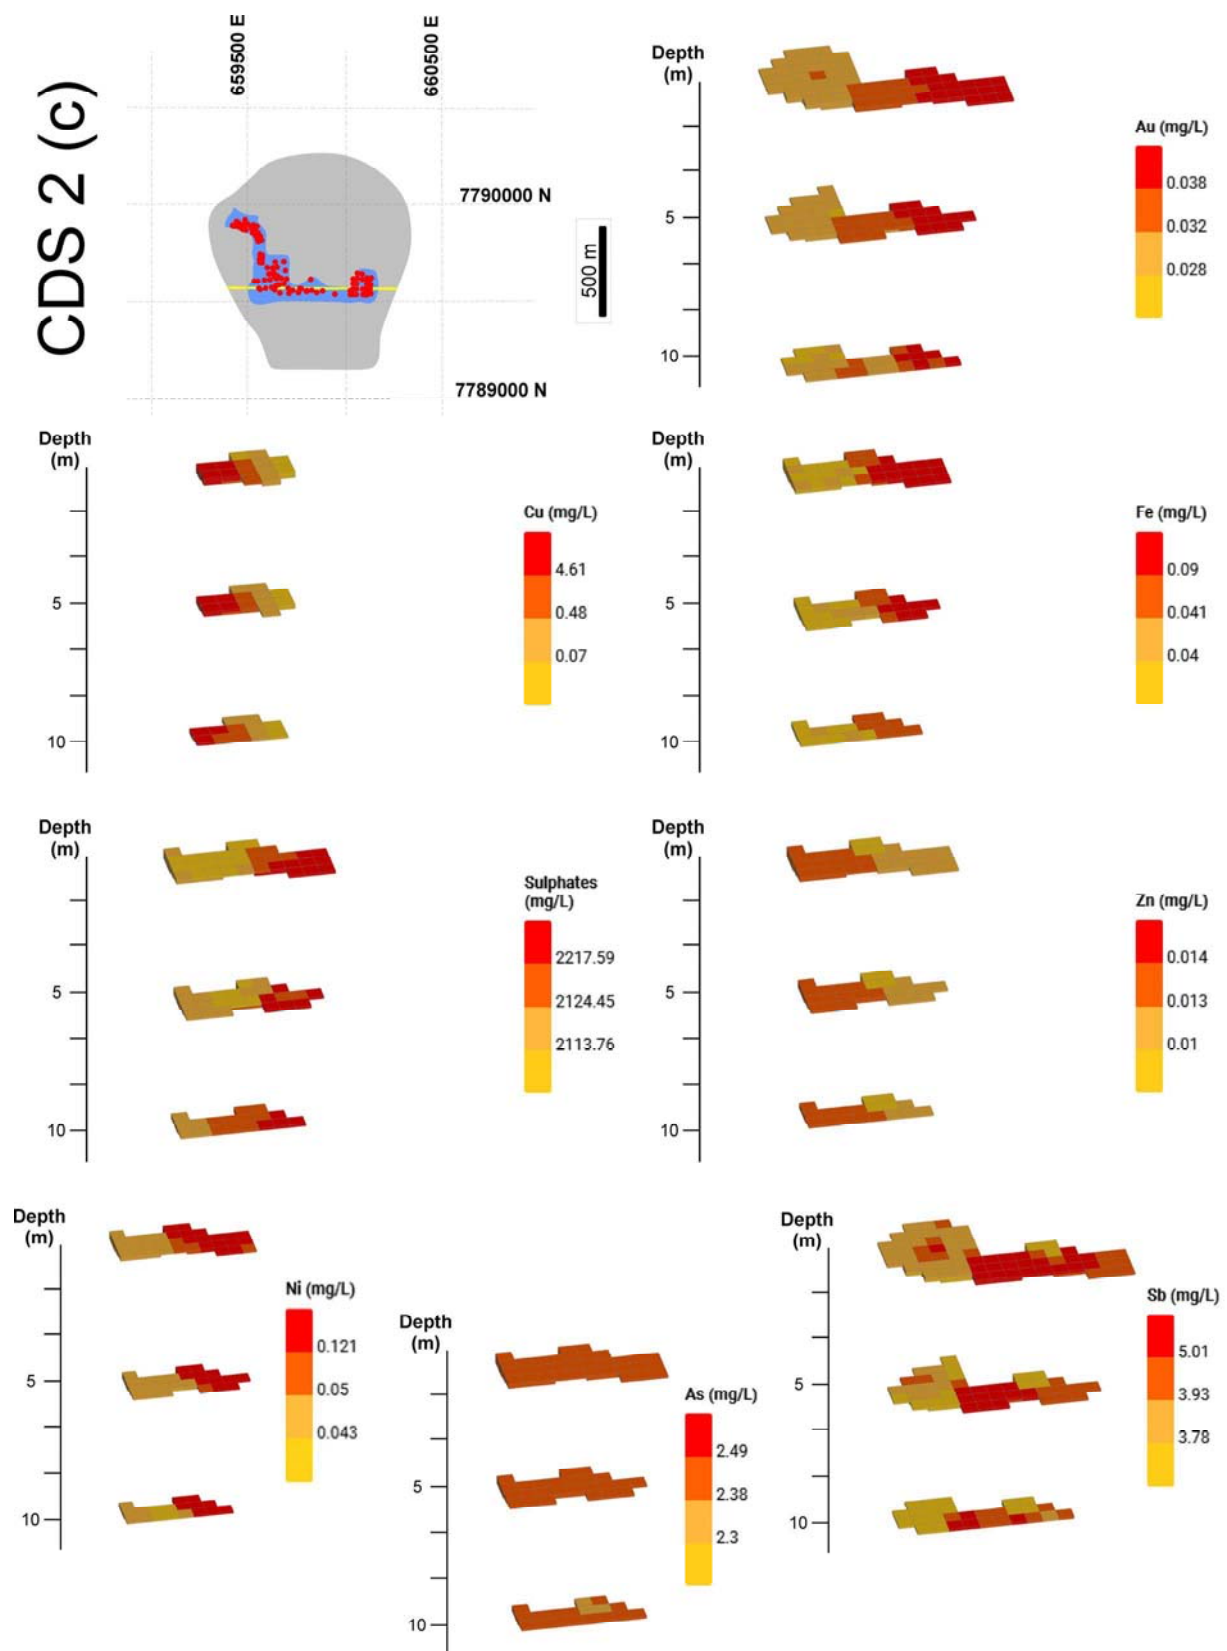 CDS 2 (c)
659500 E
660500 E
7790000 N
500 m
7789000 N
Depth
(m)
5
10
Au (mg/L)
0.038
0.032
0.028
Depth
(m)
5
10
Cu (mg/L)
4.61
0.48
0.07
Depth
(m)
5
10
Fe (mg/L)
0.09
0.041
0.04
Depth
(m)
5
10
Sulphates
(mg/L)
2217.59
2124.45
2113.76
Depth
(m)
5
10
Zn (mg/L)
0.014
0.013
0.01
Depth
(m)
5
10
Ni (mg/L)
0.121
0.05
0.043
Depth
(m)
5
10
As (mg/L)
2.49
2.38
2.3
Depth
(m)
5
10
Sb (mg/L)
5.01
3.93
3.78